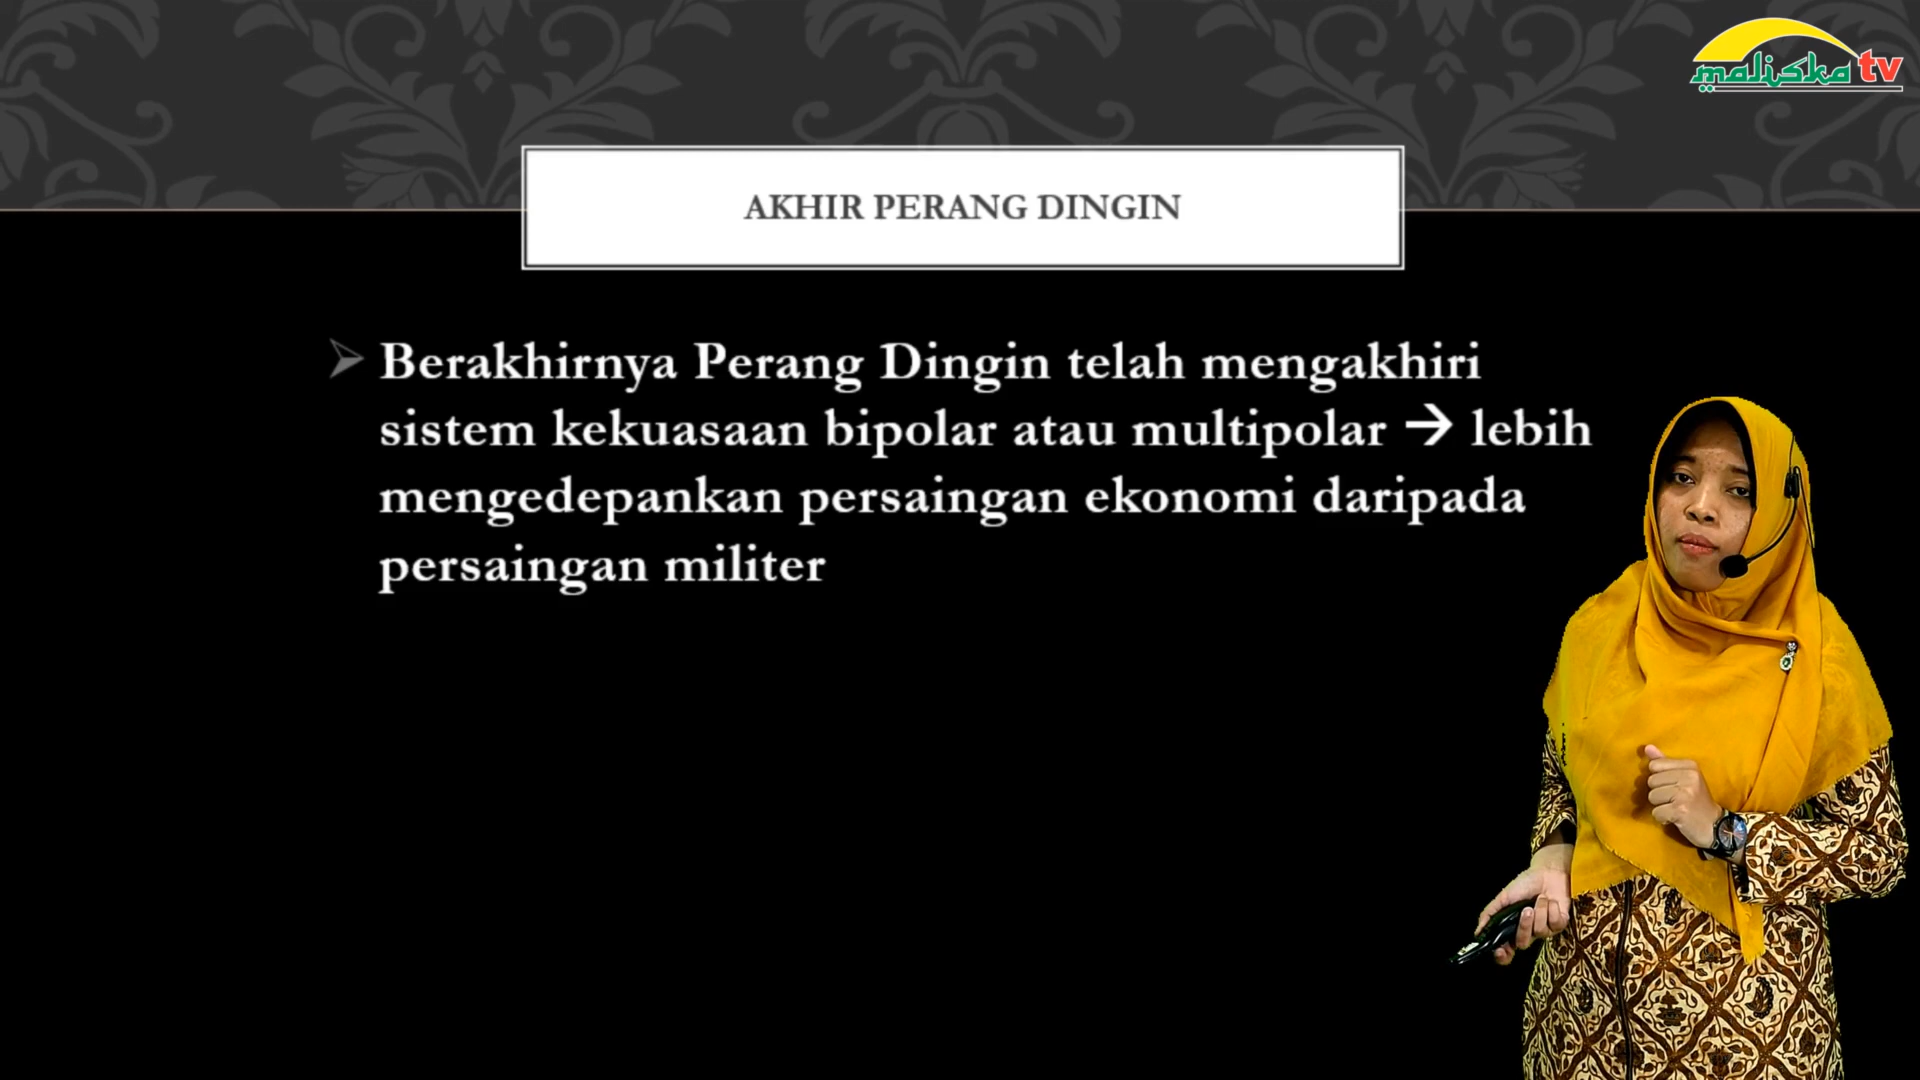 maliska tv
AKHIR PERANG DINGIN
Berakhirnya Perang Dingin telah mengakhiri
sistem kekuasaan bipolar atau multipolar → lebih
mengedepankan persaingan ekonomi daripada
persaingan militer